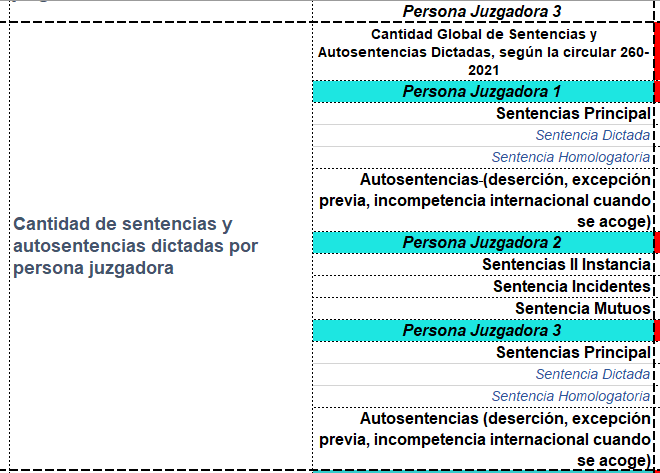 Persona Juzgadora 3
Cantidad Global de Sentencias y
Autosentencias Dictadas, según la circular 260-
2021
Persona Juzgadora 1
Sentencias Principal
Sentencia Dictada
Sentencia Homologatoria
Autosentencias-(deserción, excepción
previa, incompetencia internacional cuando
se acoge)
Cantidad de sentencias y
autosentencias dictadas por
persona juzgadora
Persona Juzgadora 2
Sentencias II Instancia
Sentencia Incidentes
Sentencia Mutuos
Persona Juzgadora 3
Sentencias Principal
Sentencia Dictada
Sentencia Homologatoria
Autosentencias (deserción, excepción
previa, incompetencia internacional cuando
se acoge)